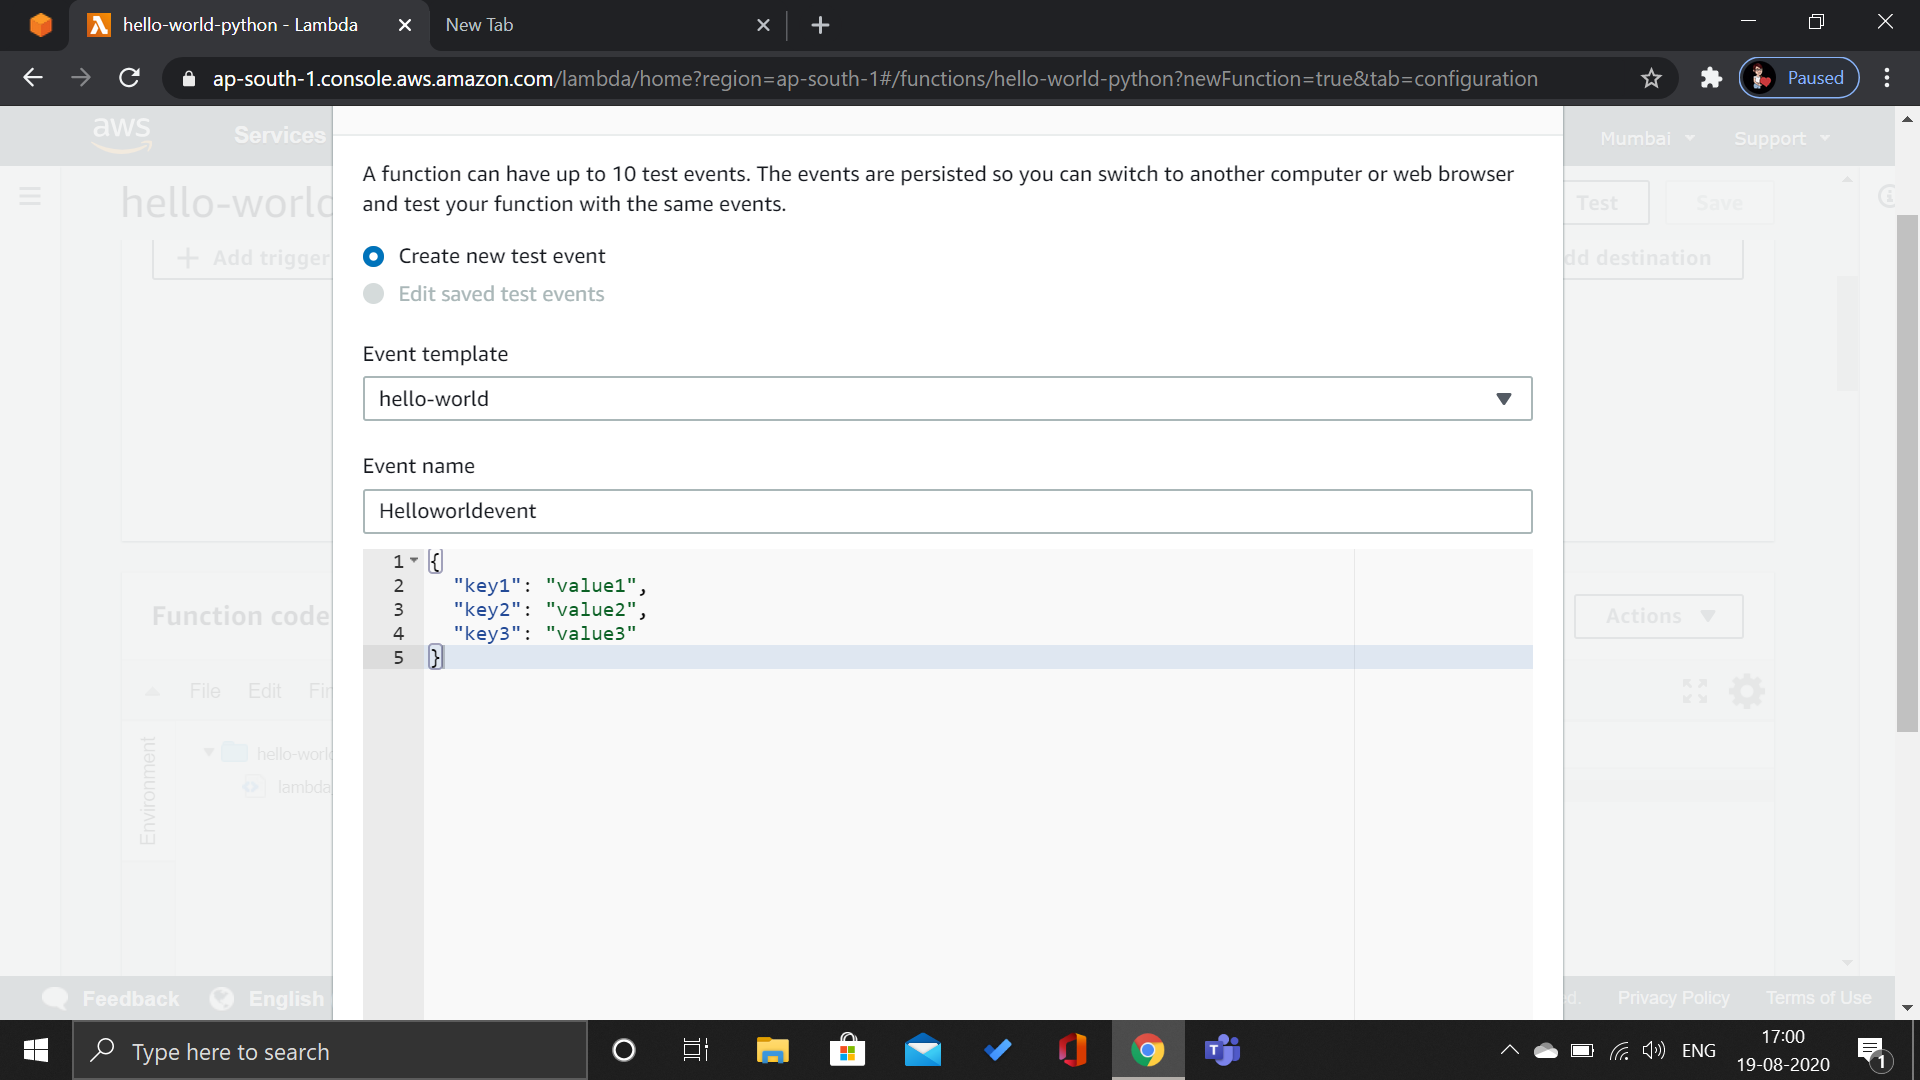 hello-world-python - Lambda
New Tab
ap-south-1.console.aws.amazon.com/lambda/home?region=ap-south-1#/functions/hello-world-python?newFunction=true&tab=configuration
Paused
aws
Services
Mumbai
Support
A function can have up to 10 test events. The events are persisted so you can switch to another computer or web browser
and test your function with the same events.
hello-worl
Test
Save
Create new test event
Add trigger
dd destination
Edit saved test events
Event template
hello-world
Event name
Helloworldevent
1 {
2 "key1": "value1",
3 "key2": "value2",
4 "key3": "value3"
5 }
Function code
Actions
File Edit Fi
Environment
hello-worl
lambda
Feedback
English
d.
Privacy Policy
Terms of Use
Type here to search
ENG
17:00
19-08-2020
1